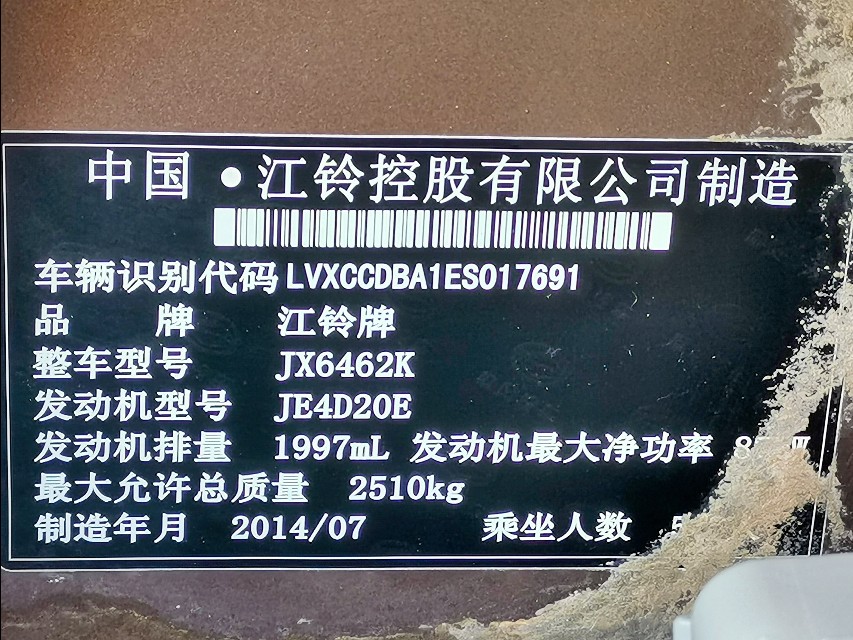 中国·江铃控股有限公司制造
车辆识别代码 LVXCCDBA1ES017691
品 牌 江铃牌
整车型号 JX6462K
发动机型号 JE4D20E
发动机排量 1997mL 发动机最大净功率
最大允许总质量 2510kg
制造年月 2014/07 乘坐人数